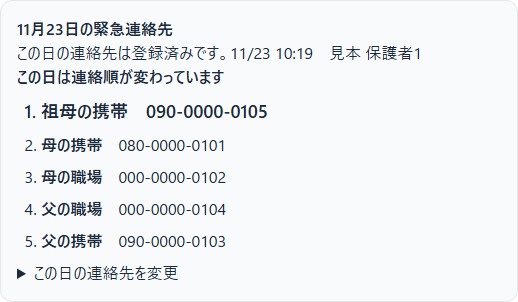 11月23日の緊急連絡先
この日の連絡先は登録済みです。11/23 10:19　見本 保護者1
この日は連絡順が変わっています
1. 祖母の携帯　090-0000-0105
2. 母の携帯　080-0000-0101
3. 母の職場　000-0000-0102
4. 父の職場　000-0000-0104
5. 父の携帯　090-0000-0103
▶ この日の連絡先を変更